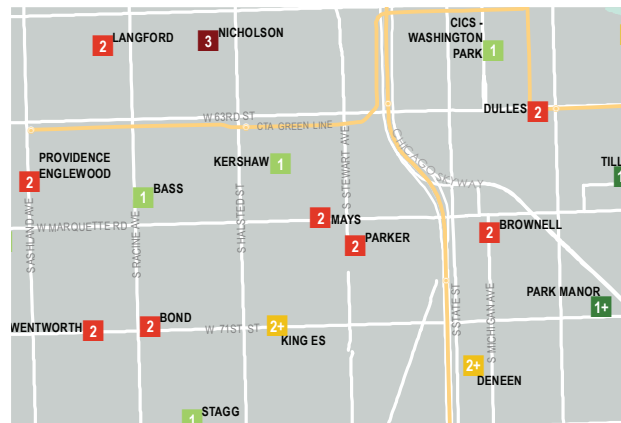 CICS -
WASHINGTON
PARK
1
2 LANGFORD
3 NICHOLSON
DULLES 2
W 63RD ST
CTA GREEN LINE
S STEWART AVE
CHICAGO SKYWAY
PROVIDENCE
ENGLEWOOD
2
KERSHAW 1
TILL
1
BASS
1
S ASHLAND AVE
S RACINE AVE
S HALSTED ST
W MARQUETTE RD
2 MAYS
2 PARKER
2 BROWNELL
S STATE ST
S MICHIGAN AVE
PARK MANOR
1+
WENTWORTH 2
2 BOND
W 71ST ST
2+
KING ES
2+
DENEEN
STAGG
1